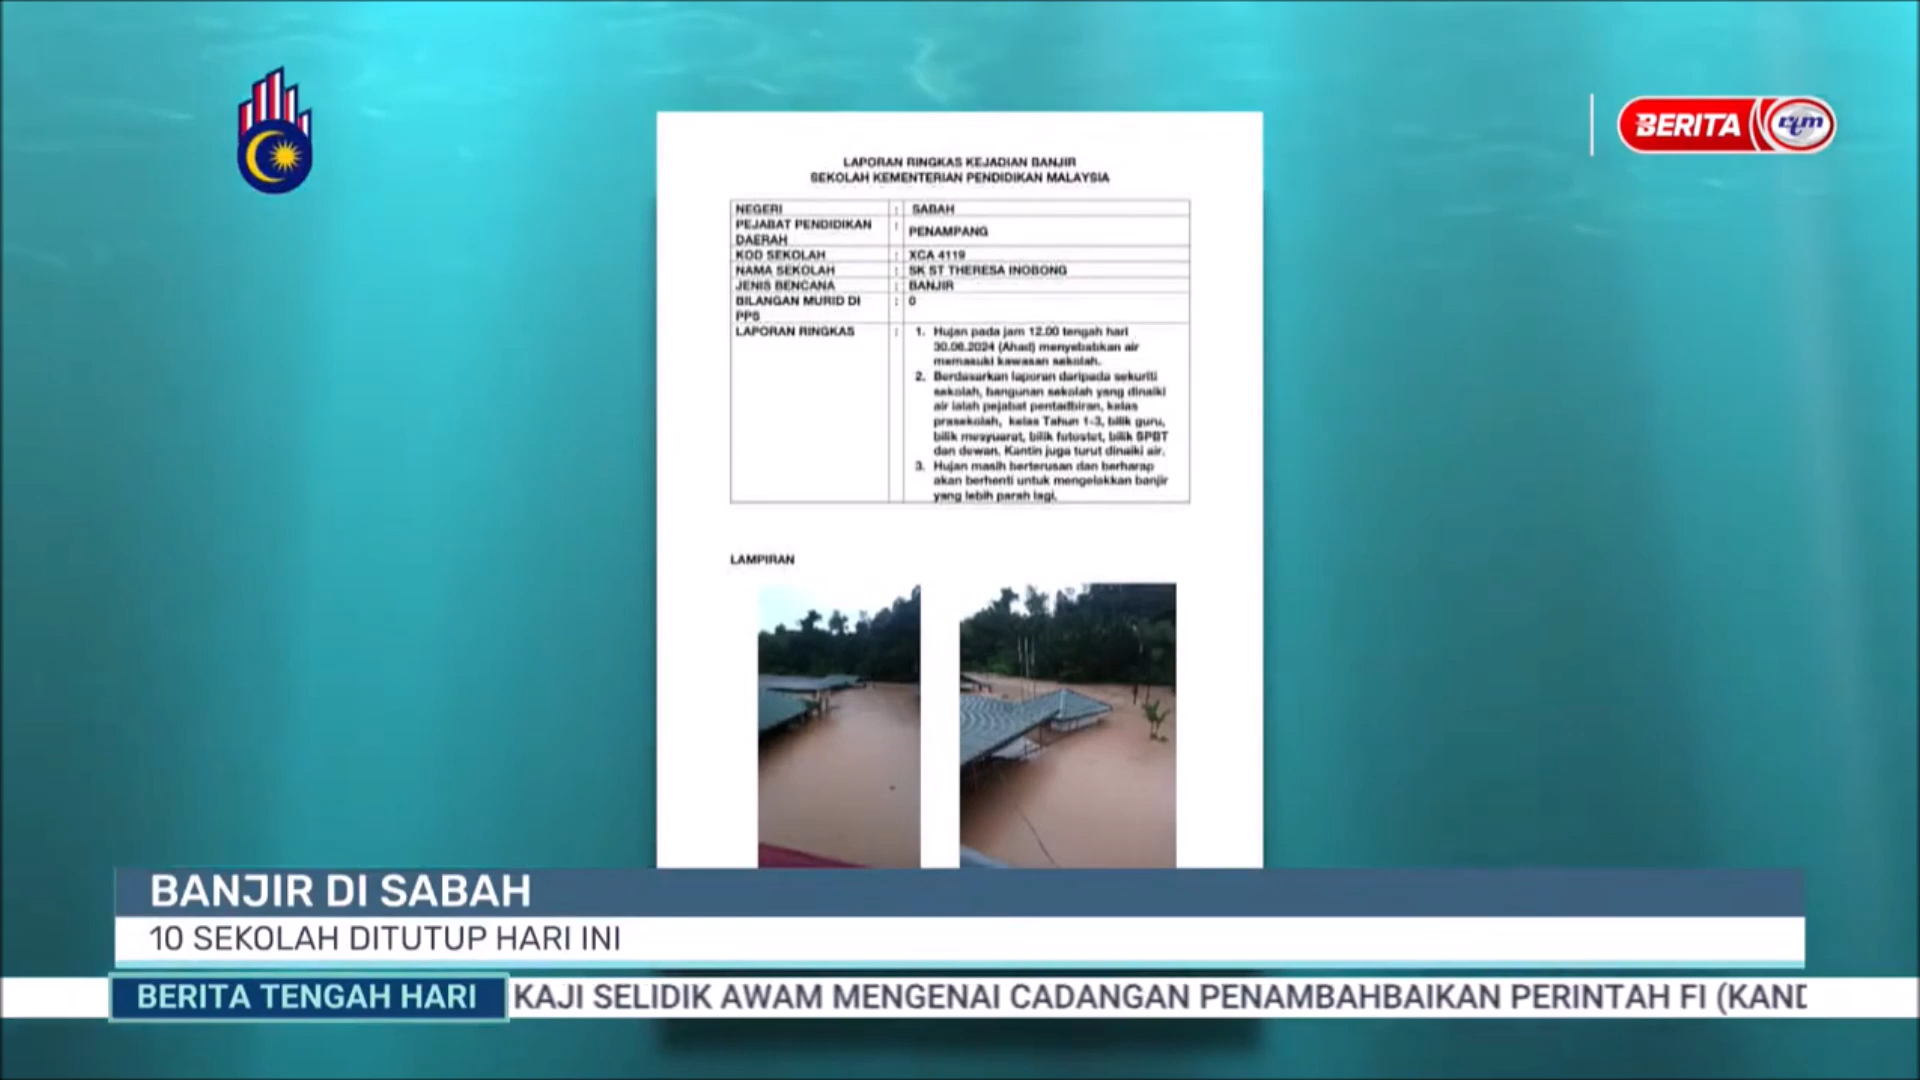 BERITA rtm
LAPORAN RINGKAS KEJADIAN BANJIR
SEKOLAH KEMENTERIAN PENDIDIKAN MALAYSIA
NEGERI : SABAH
PEJABAT PENDIDIKAN DAERAH : PENAMPANG
KOD SEKOLAH : XCA 4119
NAMA SEKOLAH : SK ST THERESA INOBONG
JENIS BENCANA : BANJIR
BILANGAN MURID DI PPS : 0
LAPORAN RINGKAS :
1. Hujan pada jam 12.00 tengah hari
30.06.2024 (Ahad) menyebabkan air
memasuki kawasan sekolah.
2. Berdasarkan laporan daripada sekuriti
sekolah, bangunan sekolah yang dinaiki
air ialah pejabat pentadbiran, kelas
prasekolah, kelas Tahun 1-3, bilik guru,
bilik mesyuarat, bilik fotostat, bilik SPBT
dan dewan. Kantin juga turut dinaiki air.
3. Hujan masih berterusan dan berharap
akan berhenti untuk mengelakkan banjir
yang lebih parah lagi.
LAMPIRAN
BANJIR DI SABAH
10 SEKOLAH DITUTUP HARI INI
BERITA TENGAH HARI KAJI SELIDIK AWAM MENGENAI CADANGAN PENAMBAHBAIKAN PERINTAH FI (KAND